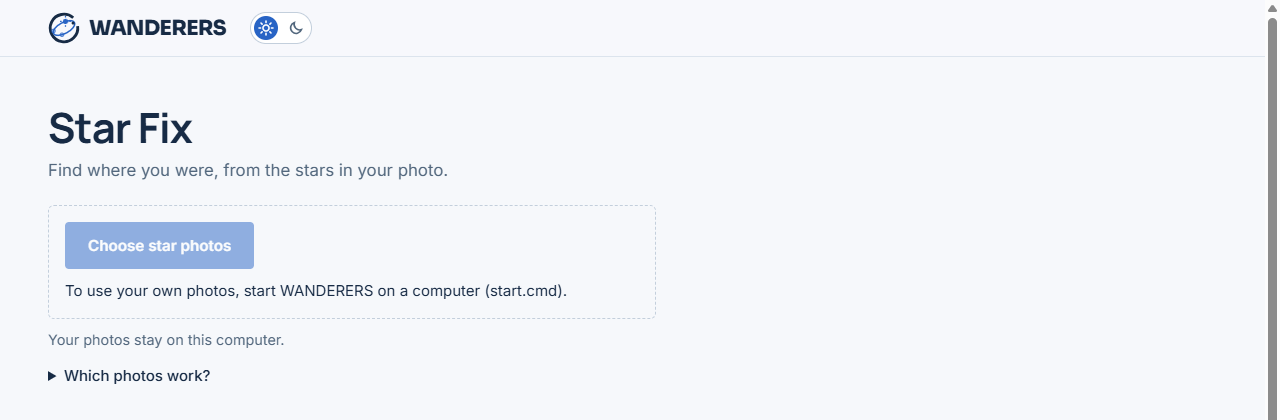 WANDERERS
Star Fix
Find where you were, from the stars in your photo.
Choose star photos
To use your own photos, start WANDERERS on a computer (start.cmd).
Your photos stay on this computer.
Which photos work?